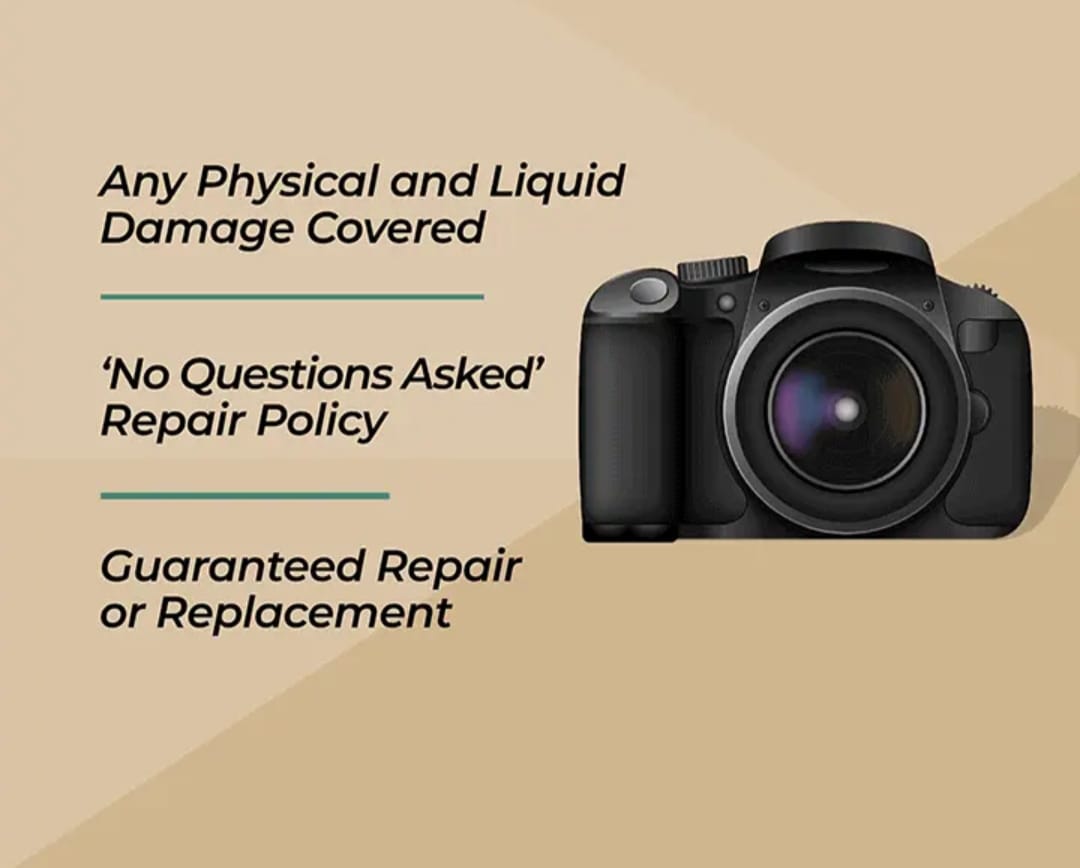 Any Physical and Liquid
Damage Covered
‘No Questions Asked’
Repair Policy
Guaranteed Repair
or Replacement